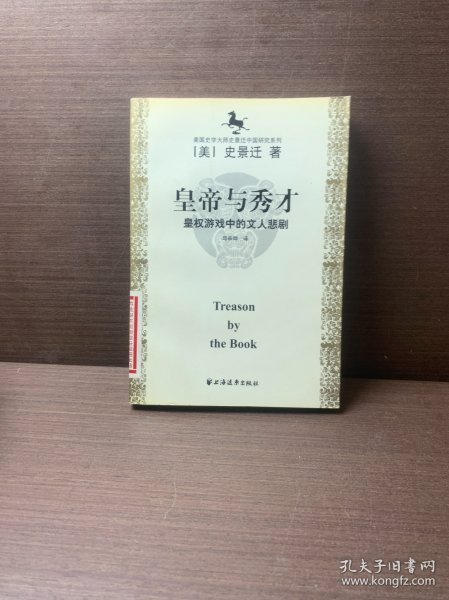 美国史学大师史景迁中国研究系列
[美] 史景迁 著
皇帝与秀才
皇权游戏中的文人悲剧
Treason
by
the Book
上海远东出版社
孔夫子旧书网
www.kongfz.com